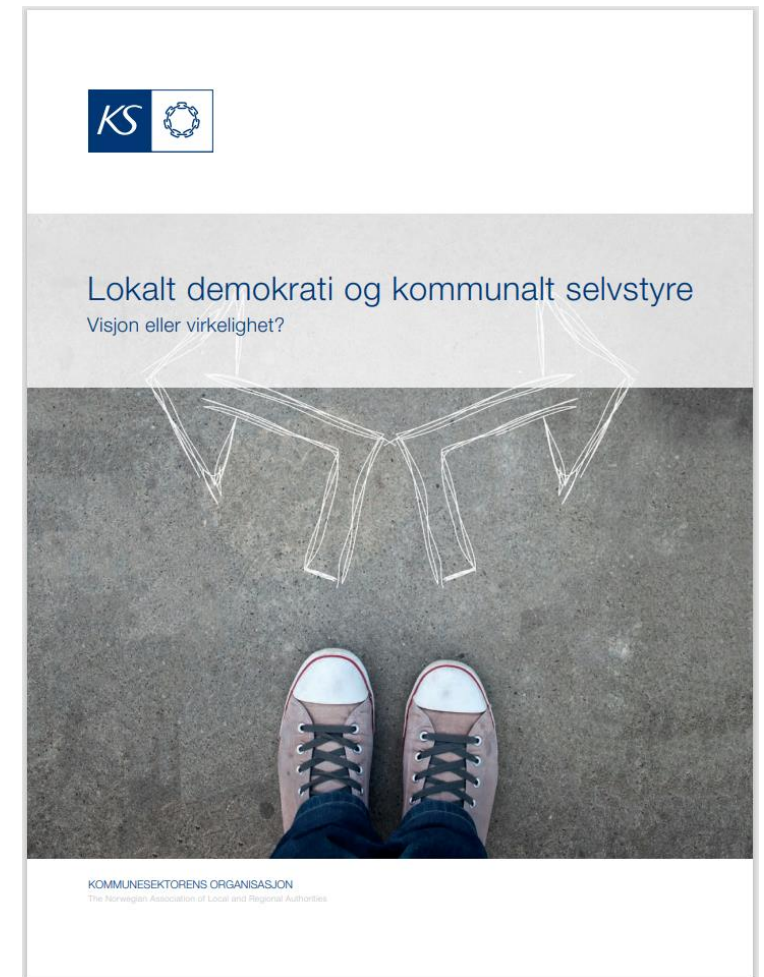 KS
Lokalt demokrati og kommunalt selvstyre
Visjon eller virkelighet?
KOMMUNESEKTORENS ORGANISASJON
The Norwegian Association of Local and Regional Authorities